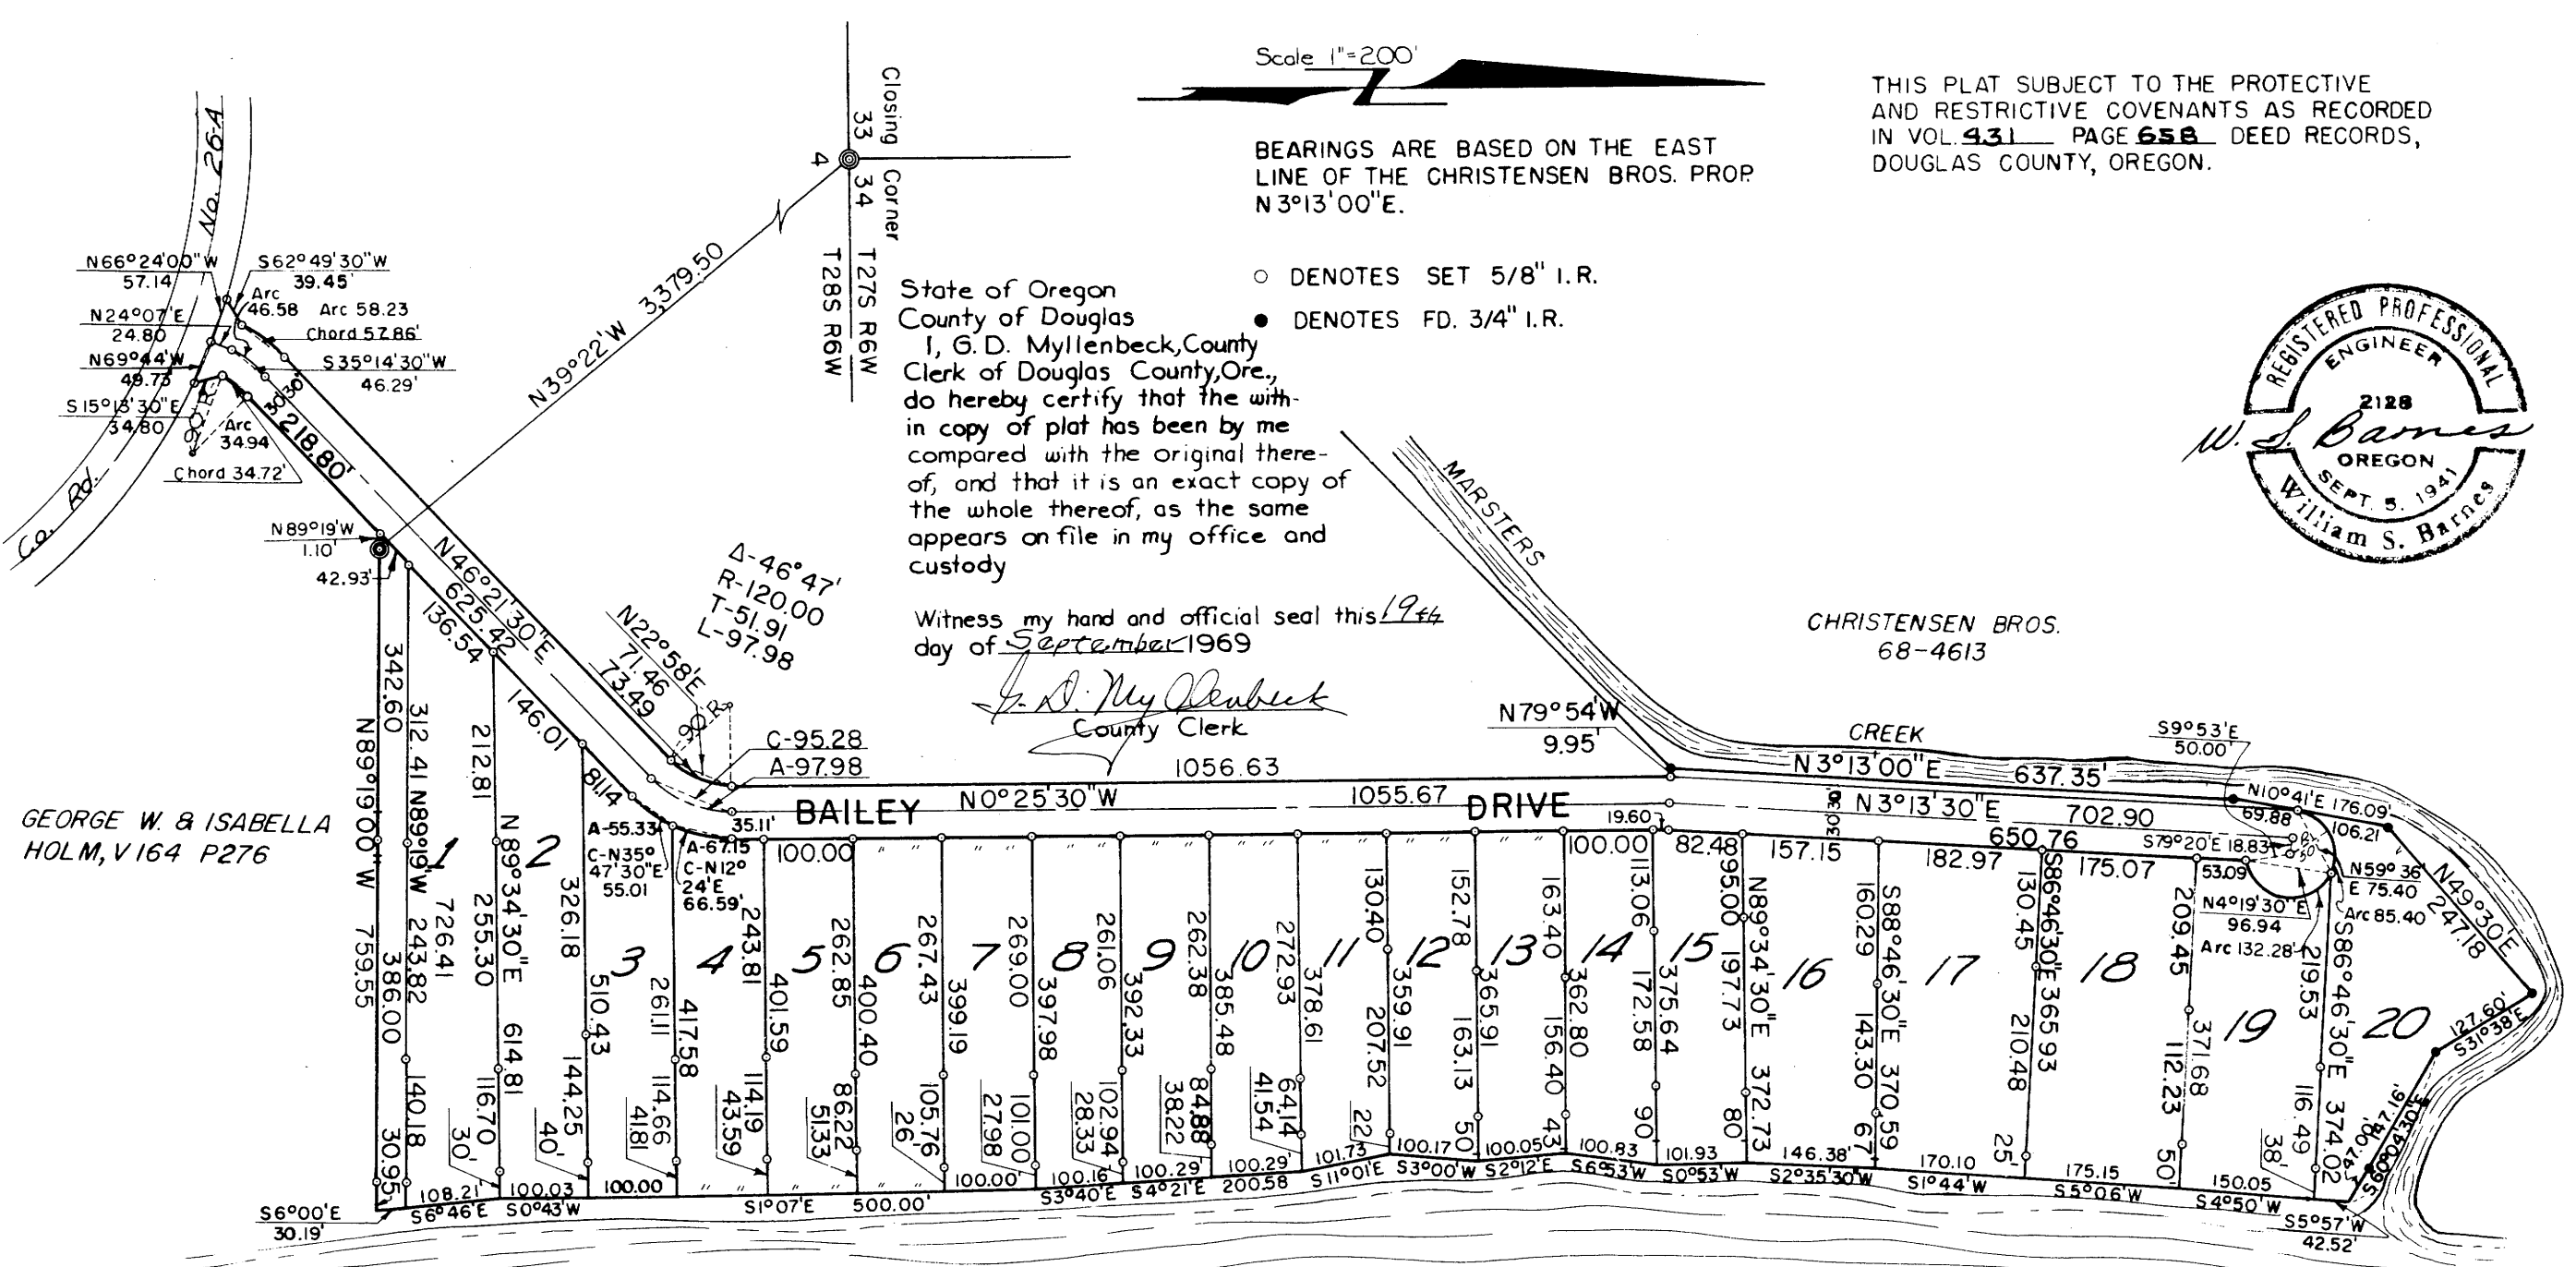 Scale 1"=200'
BEARINGS ARE BASED ON THE EAST
LINE OF THE CHRISTENSEN BROS. PROP.
N3°13'00"E.
○ DENOTES SET 5/8" I.R.
● DENOTES FD. 3/4" I.R.
THIS PLAT SUBJECT TO THE PROTECTIVE
AND RESTRICTIVE COVENANTS AS RECORDED
IN VOL. 431 PAGE 658 DEED RECORDS,
DOUGLAS COUNTY, OREGON.
REGISTERED PROFESSIONAL
ENGINEER
2128
W. S. Barnes
OREGON
SEPT. 5, 1941
William S. Barnes
Closing Corner
33 34
4
T27S R6W
T28S R6W
State of Oregon
County of Douglas
I, G.D. Myllenbeck, County
Clerk of Douglas County, Ore.,
do hereby certify that the with-
in copy of plat has been by me
compared with the original there-
of, and that it is an exact copy of
the whole thereof, as the same
appears on file in my office and
custody
Witness my hand and official seal this 19th
day of September 1969
G. D. Myllenbeck
County Clerk
Co. Rd. No. 26A
N66°24'00"W
57.14
S62°49'30"W
39.45'
Arc
46.58
Arc 58.23
Chord 57.86'
N24°07'E
24.80
N69°44'W
49.73
S35°14'30"W
46.29'
S15°13'30"E
34.80
90 R.
30' 30'
Arc
34.94
Chord 34.72'
218.80'
N39°22'W 3,379.50
N89°19'W
1.10'
42.93'
N46°21'30"E
625.42
136.54
146.01
81.14
Δ-46°47'
R-120.00
T-51.91
L-97.98
N22°58'E
71.46
73.49
90 R.
C-95.28
A-97.98
1056.63
BAILEY DRIVE
N0°25'30"W 1055.67
35.11'
A-55.33
C-N35°
47'30"E
55.01
A-67.15
C-N12°
24'E
66.59'
100.00
100.00
19.60
82.48
157.15
182.97
175.07
53.09
30' 30'
N79°54'W
9.95'
MARSTERS CREEK
CHRISTENSEN BROS.
68-4613
N3°13'00"E 637.35'
N3°13'30"E 702.90
650.76
S9°53'E
50.00'
N10°41'E 176.09'
69.88
106.21
S79°20'E 18.83
N59°36'
E 75.40
Arc 85.40
N4°19'30"E
96.94
Arc 132.28'
N49°30'E
247.18
127.60'
S31°38'E
147.16'
S60°04'30"E
47.00'
GEORGE W. & ISABELLA
HOLM, V164 P276
342.60
N89°19'00"W 759.55
386.00
30.95
312.41 N89°19'W 243.82 140.18
1
726.41
212.81 255.30 116.70 30'
N89°34'30"E 614.81
2
326.18 144.25 40'
510.43
3
261.11 114.66 41.81
417.58
4
243.81 114.19 43.59
401.59
5
262.85 86.22 51.33
400.40
6
267.43 105.76 26'
399.19
7
269.00 101.00 27.98
397.98
8
261.06 102.94 28.33
392.33
9
262.38 84.88 38.22
385.48
10
272.93 64.14 41.54
378.61
11
130.40 207.52 22'
359.91
12
152.78 163.13 50'
365.91
13
163.40 156.40 43'
362.80
14
113.06 172.58 90'
375.64
15
95.00 197.73 80'
N89°34'30"E 372.73
16
160.29 143.30 67'
S88°46'30"E 370.59
17
130.45 210.48 25'
S86°46'30"E 365.93
18
209.45 112.23 50'
371.68
19
219.53 116.49 38'
S86°46'30"E 374.02
20
S6°00'E
30.19'
108.21'
S6°46'E
100.03
S0°43'W
100.00
S1°07'E 500.00'
100.00'
100.16
S3°40'E
100.29'
S4°21'E
100.29'
200.58
101.73
S11°01'E
100.17
S3°00'W
100.05
S2°12'E
100.83
S6°53'W
101.93
S0°53'W
146.38'
S2°35'30"W
170.10
S1°44'W
175.15
S5°06'W
150.05
S4°50'W
S5°57'W
42.52'